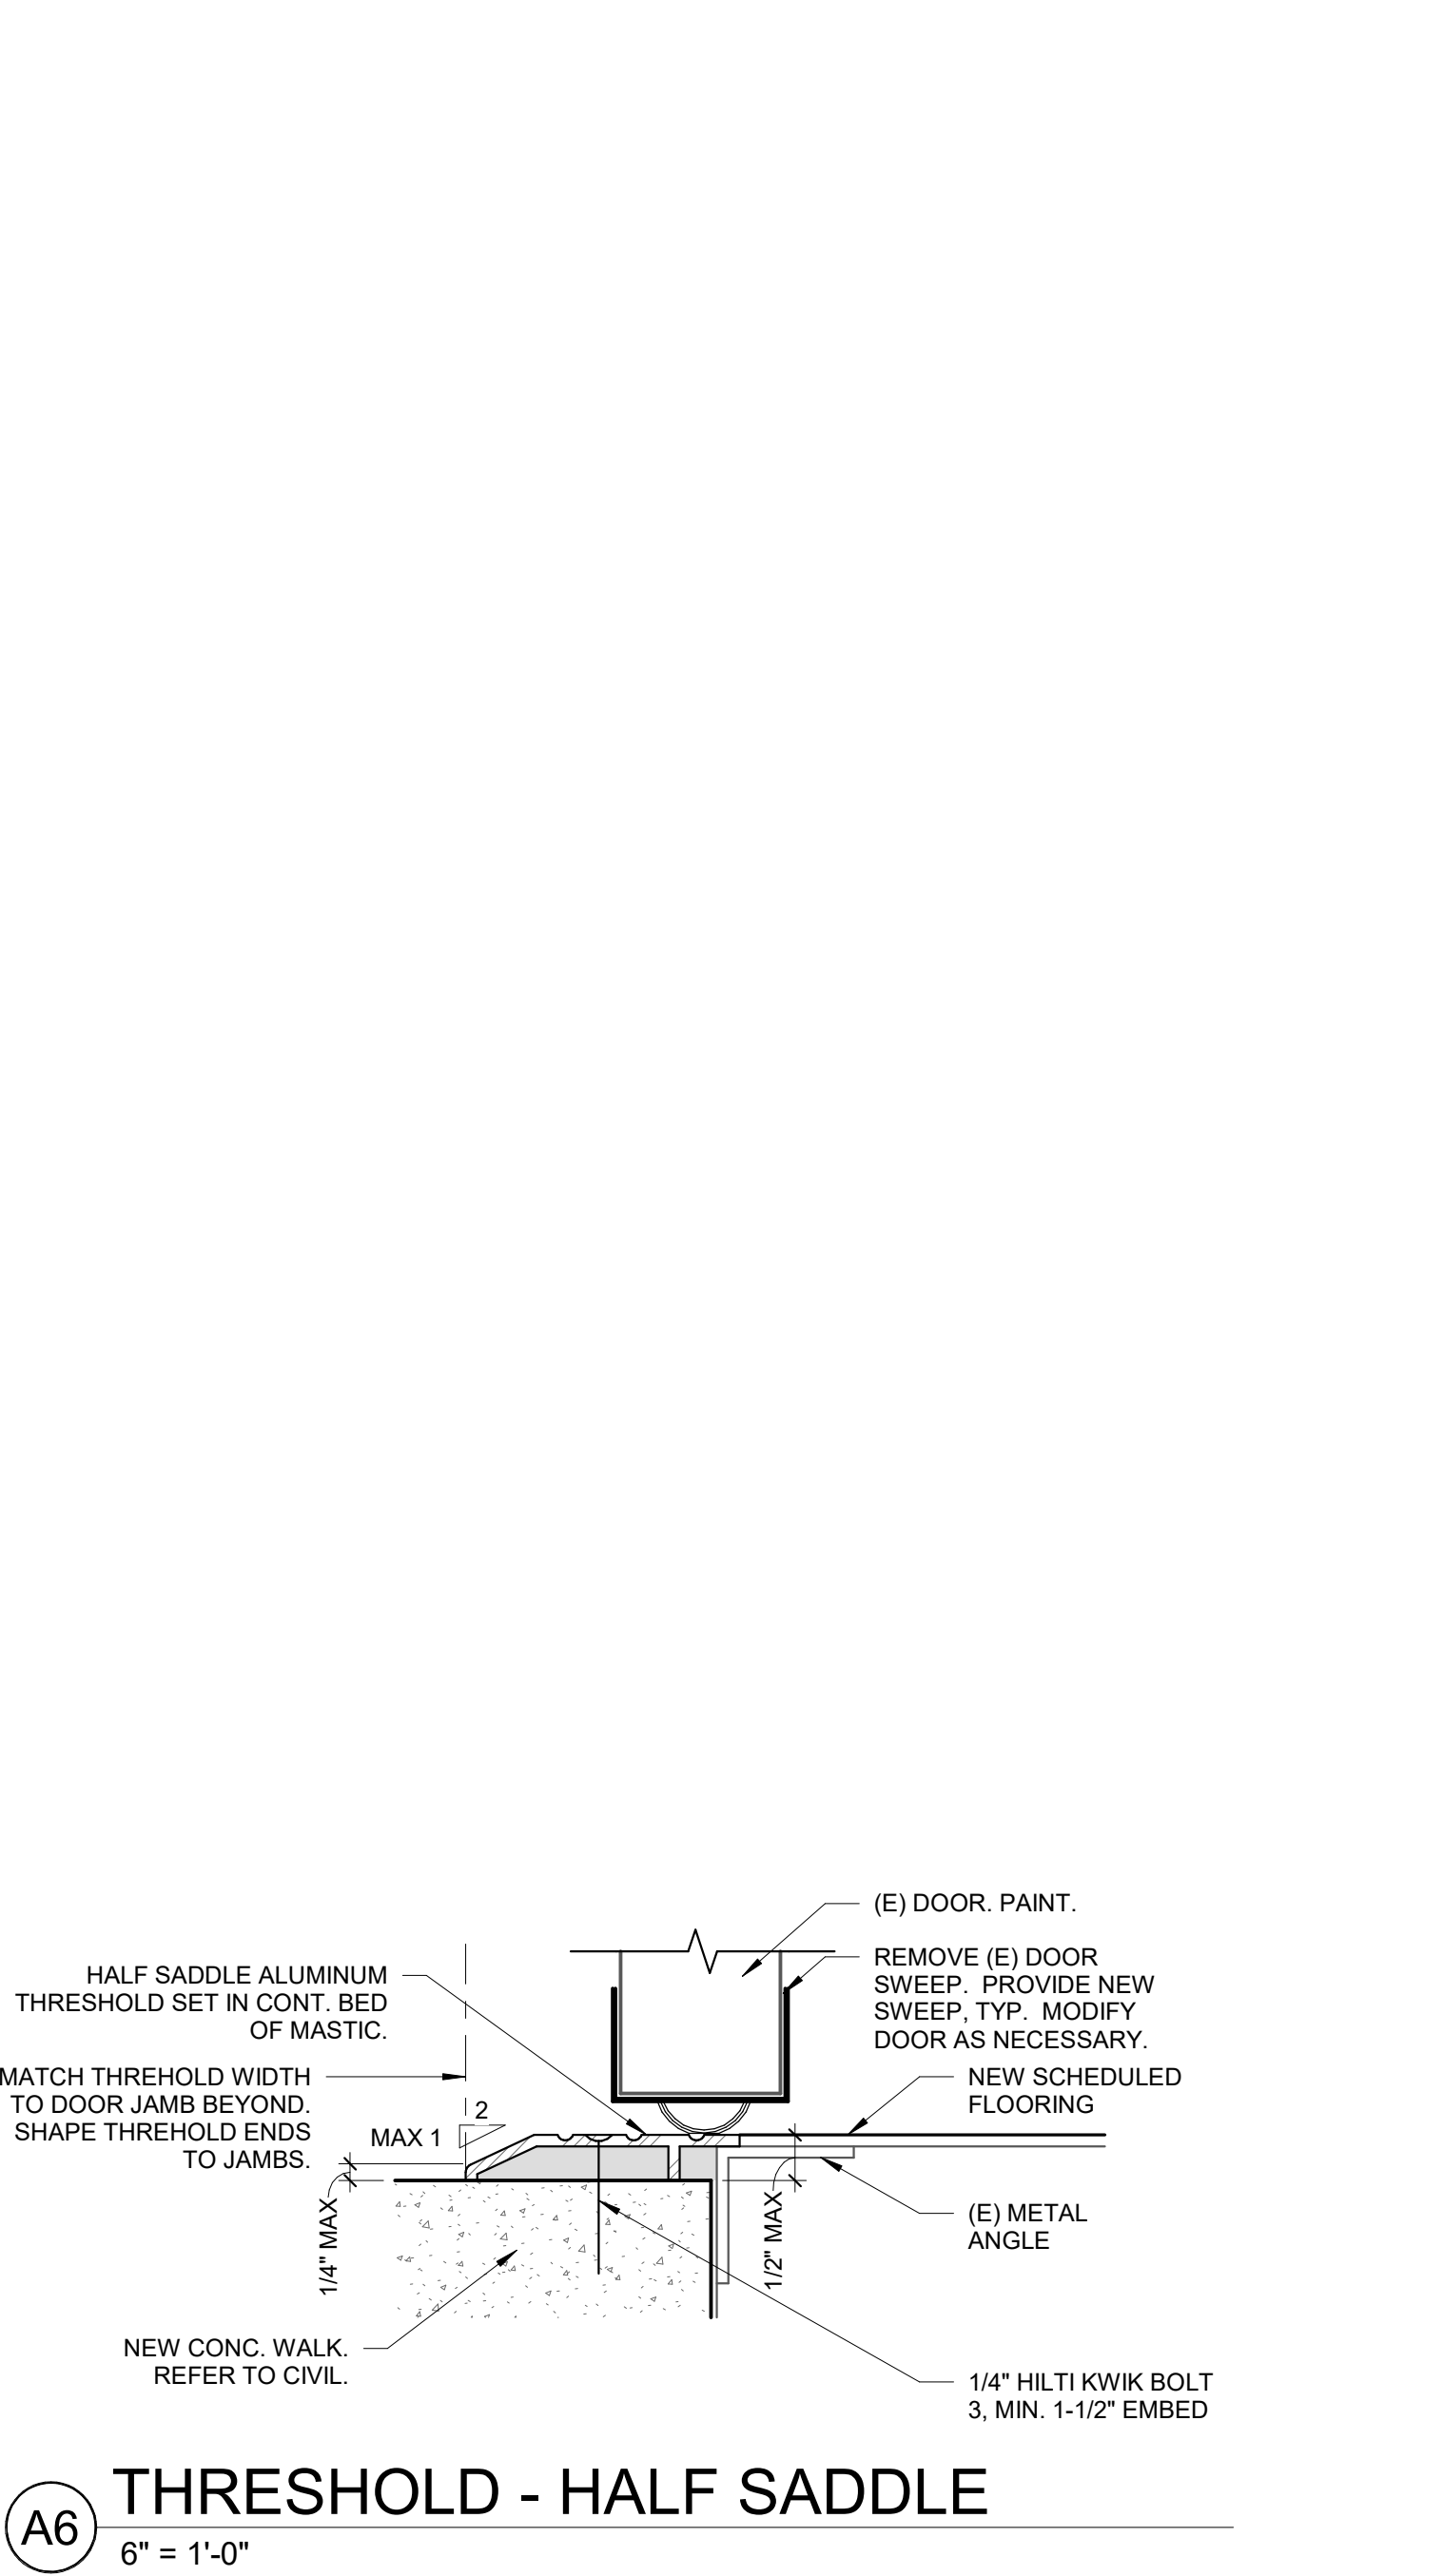 (E) DOOR. PAINT.
REMOVE (E) DOOR
SWEEP.  PROVIDE NEW
SWEEP, TYP.  MODIFY
DOOR AS NECESSARY.
HALF SADDLE ALUMINUM
THRESHOLD SET IN CONT. BED
OF MASTIC.
MATCH THREHOLD WIDTH
TO DOOR JAMB BEYOND.
SHAPE THREHOLD ENDS
TO JAMBS.
NEW SCHEDULED
FLOORING
2
MAX 1
1/4" MAX
1/2" MAX
(E) METAL
ANGLE
NEW CONC. WALK.
REFER TO CIVIL.
1/4" HILTI KWIK BOLT
3, MIN. 1-1/2" EMBED
THRESHOLD - HALF SADDLE
A6
6" = 1'-0"